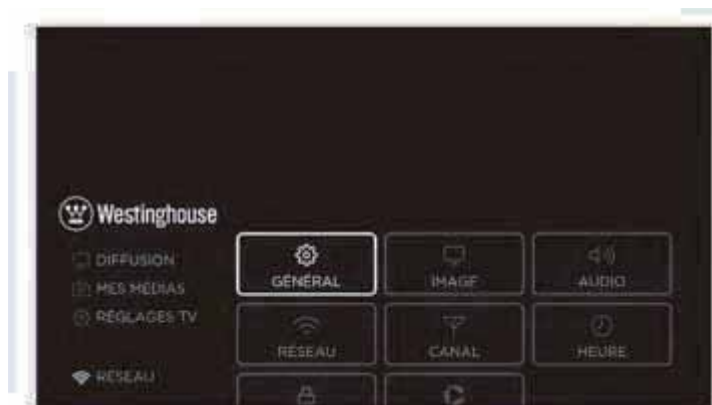 Westinghouse
DIFFUSION
MES MÉDIAS
RÉGLAGES TV
RÉSEAU
GÉNÉRAL
IMAGE
AUDIO
RÉSEAU
CANAL
HEURE